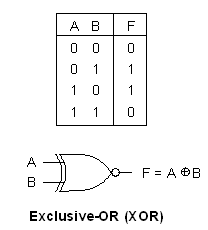 A B F
0 0 0
0 1 1
1 0 1
1 1 0
A
B
F = A ⊕B
Exclusive-OR (XOR)